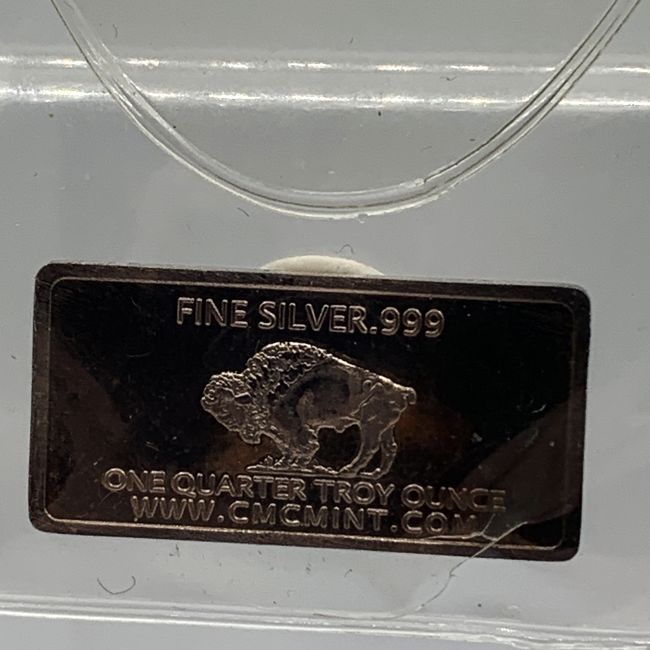 FINE SILVER.999
ONE QUARTER TROY OUNCE
WWW.CMCMINT.COM